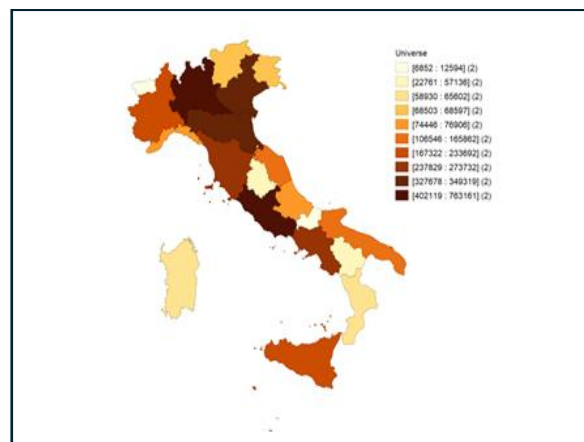 Universe
[6852 : 12594] (2)
[22761 : 57136] (2)
[58930 : 65602] (2)
[68503 : 68597] (2)
[74446 : 76906] (2)
[106546 : 165862] (2)
[167322 : 233692] (2)
[237829 : 273732] (2)
[327678 : 349319] (2)
[402119 : 763161] (2)